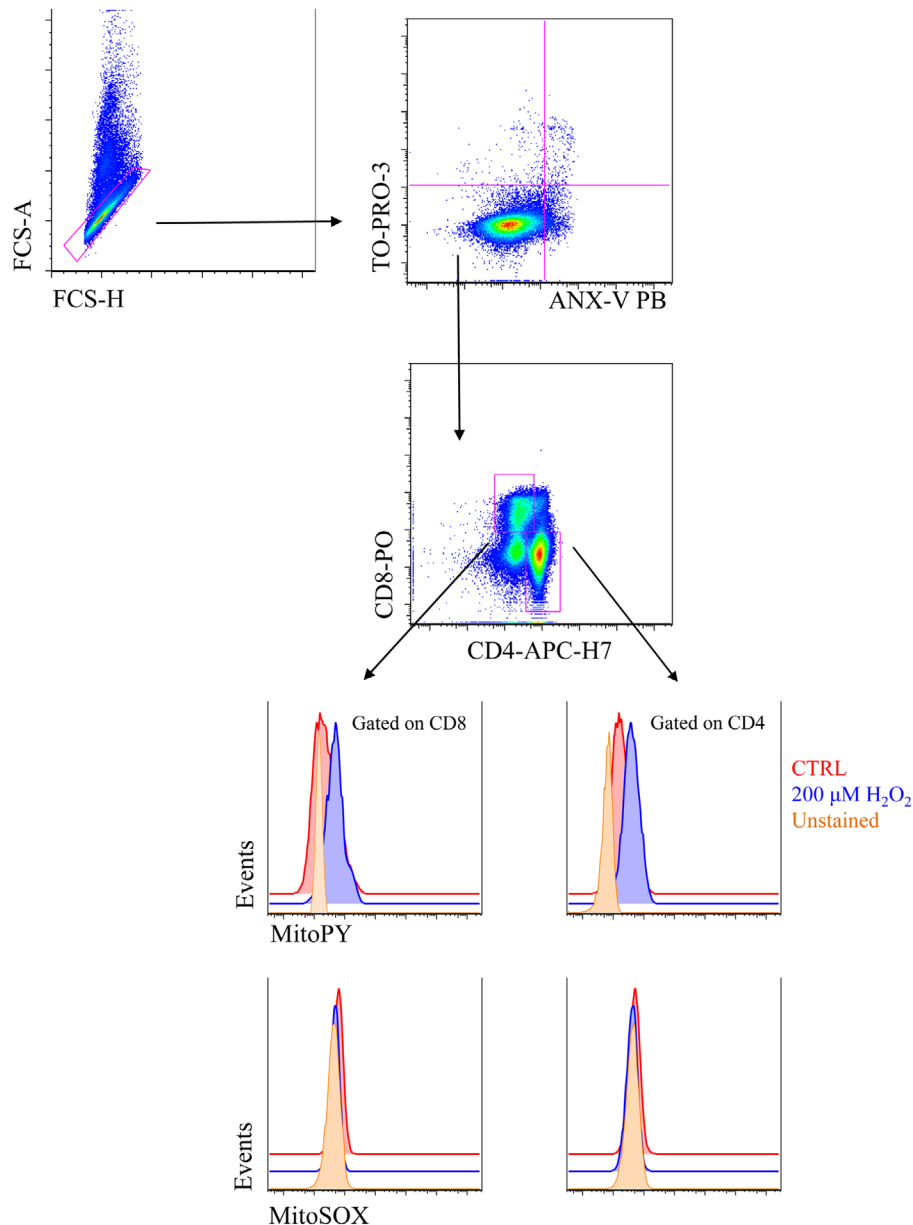 FCS-A
FCS-H
TO-PRO-3
ANX-V PB
CD8-PO
CD4-APC-H7
Gated on CD8
Gated on CD4
CTRL
200 μM H₂O₂
Unstained
Events
MitoPY
Events
MitoSOX